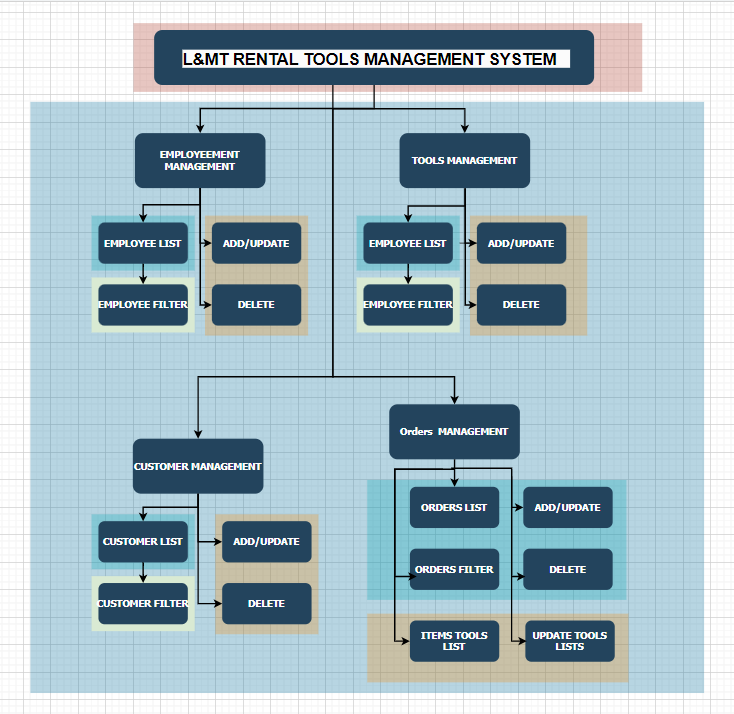 L&MT RENTAL TOOLS MANAGEMENT SYSTEM
EMPLOYEEMENT
MANAGEMENT
TOOLS MANAGEMENT
EMPLOYEE LIST
ADD/UPDATE
EMPLOYEE LIST
ADD/UPDATE
EMPLOYEE FILTER
DELETE
EMPLOYEE FILTER
DELETE
Orders MANAGEMENT
CUSTOMER MANAGEMENT
ORDERS LIST
ADD/UPDATE
CUSTOMER LIST
ADD/UPDATE
ORDERS FILTER
DELETE
CUSTOMER FILTER
DELETE
ITEMS TOOLS
LIST
UPDATE TOOLS
LISTS